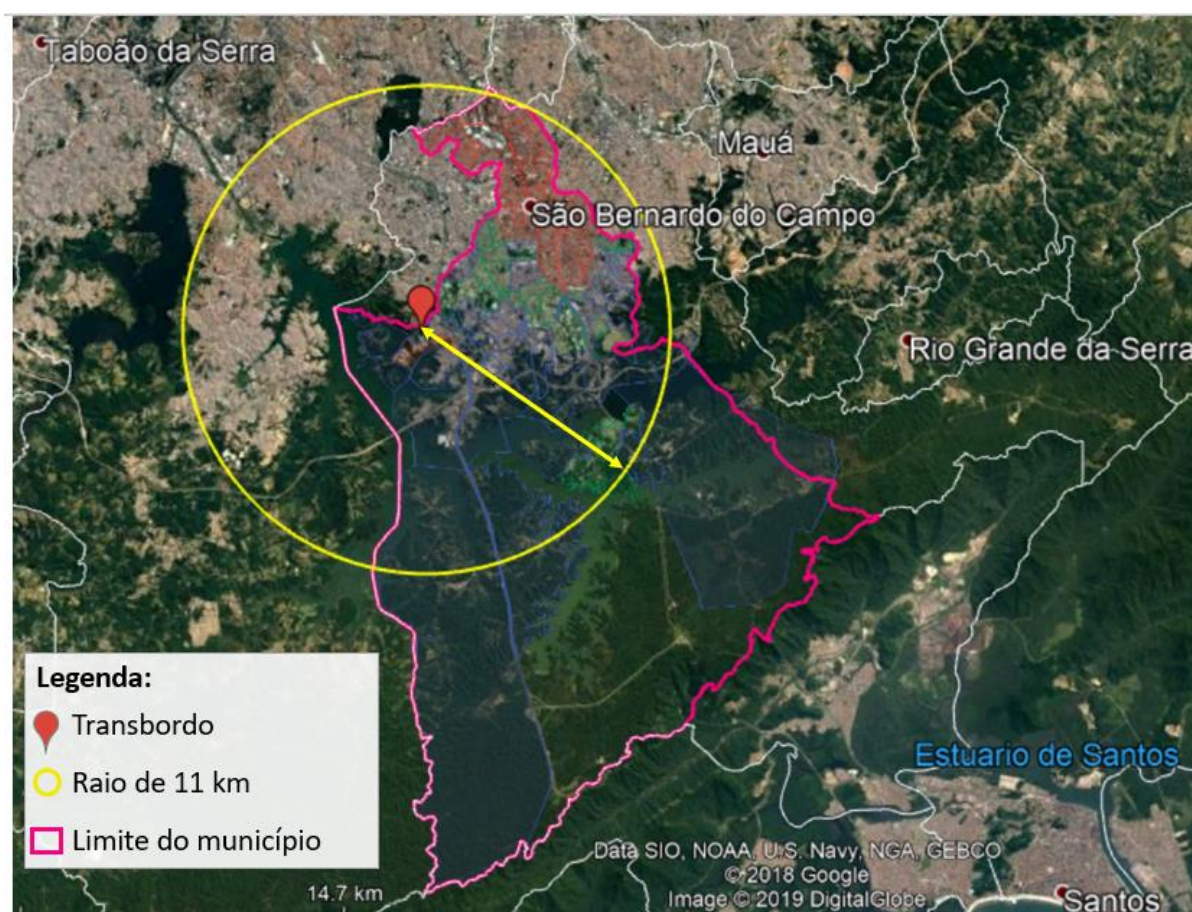 Taboão da Serra
Mauá
São Bernardo do Campo
Rio Grande da Serra
Legenda:
Transbordo
Raio de 11 km
Limite do município
Estuario de Santos
Data SIO, NOAA, U.S. Navy, NGA, GEBCO
© 2018 Google
14.7 km
Image © 2019 DigitalGlobe
Santos